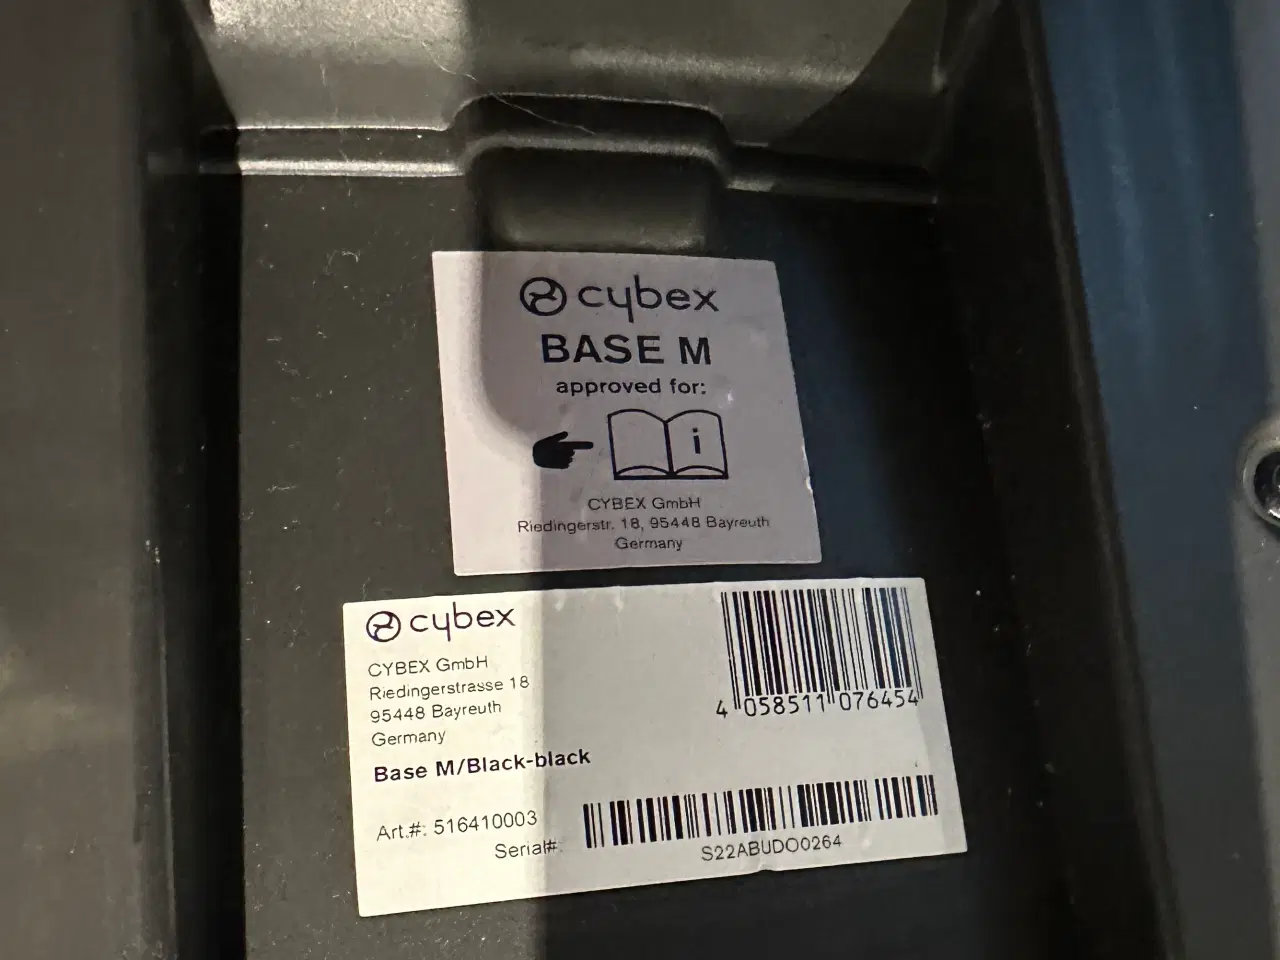 cybex
BASE M
approved for:
i
CYBEX GmbH
Riedingerstr. 18, 95448 Bayreuth
Germany
cybex
CYBEX GmbH
Riedingerstrasse 18
95448 Bayreuth
Germany
4 058511 076454
Base M/Black-black
Art.#: 516410003
Serial#:
S22ABUDO0264